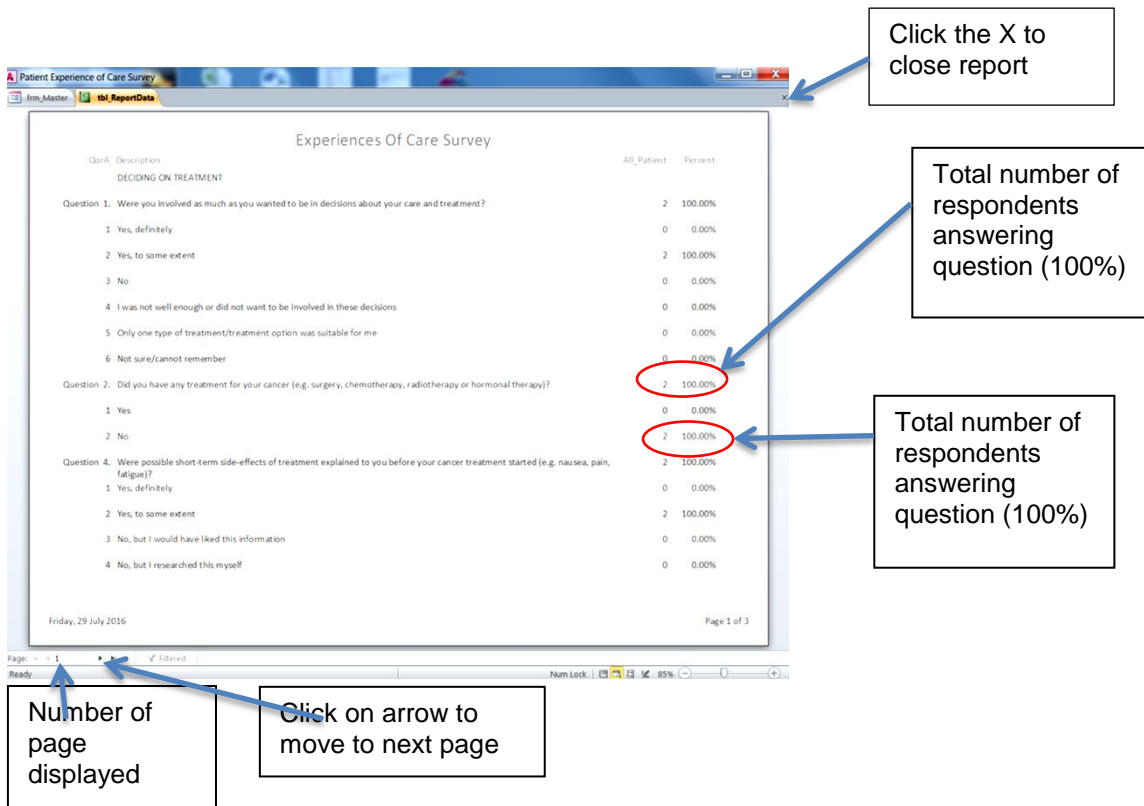 Click the X to
close report
Patient Experience of Care Survey
frm_Master tbl_ReportData
Experiences Of Care Survey
QorA Description All_Patient Percent
DECIDING ON TREATMENT
Question 1. Were you involved as much as you wanted to be in decisions about your care and treatment? 2 100.00%
1 Yes, definitely 0 0.00%
2 Yes, to some extent 2 100.00%
3 No 0 0.00%
4 I was not well enough or did not want to be involved in these decisions 0 0.00%
5 Only one type of treatment/treatment option was suitable for me 0 0.00%
6 Not sure/cannot remember 0 0.00%
Question 2. Did you have any treatment for your cancer (e.g. surgery, chemotherapy, radiotherapy or hormonal therapy)? 2 100.00%
1 Yes 0 0.00%
2 No 2 100.00%
Question 4. Were possible short-term side-effects of treatment explained to you before your cancer treatment started (e.g. nausea, pain, 2 100.00%
fatigue)?
1 Yes, definitely 0 0.00%
2 Yes, to some extent 2 100.00%
3 No, but I would have liked this information 0 0.00%
4 No, but I researched this myself 0 0.00%
Friday, 29 July 2016 Page 1 of 3
Page: 1 Filtered
Ready Num Lock 85%
Total number of
respondents
answering
question (100%)
Total number of
respondents
answering
question (100%)
Number of
page
displayed
Click on arrow to
move to next page